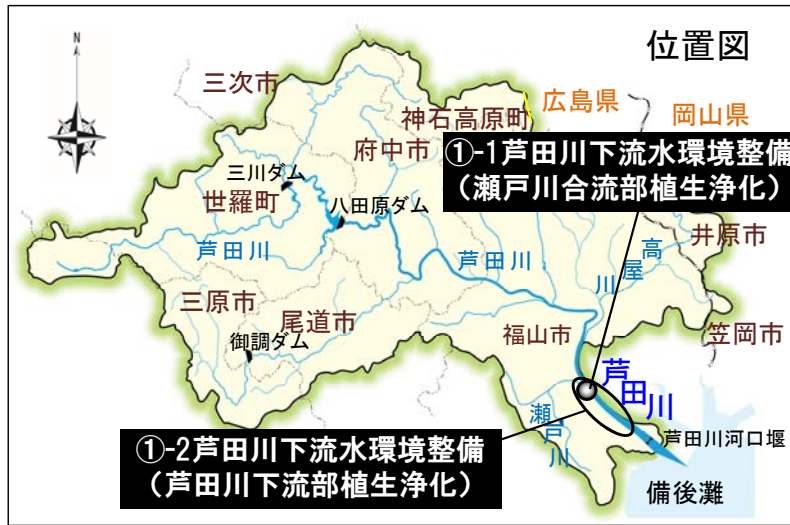 位置図
N
三次市
神石高原町
広島県
岡山県
府中市
①-1芦田川下流水環境整備
（瀬戸川合流部植生浄化）
三川ダム
世羅町
八田原ダム
井原市
芦田川
芦田川
高屋川
三原市
尾道市
福山市
笠岡市
御調ダム
芦田川
瀬戸川
芦田川河口堰
①-2芦田川下流水環境整備
（芦田川下流部植生浄化）
備後灘